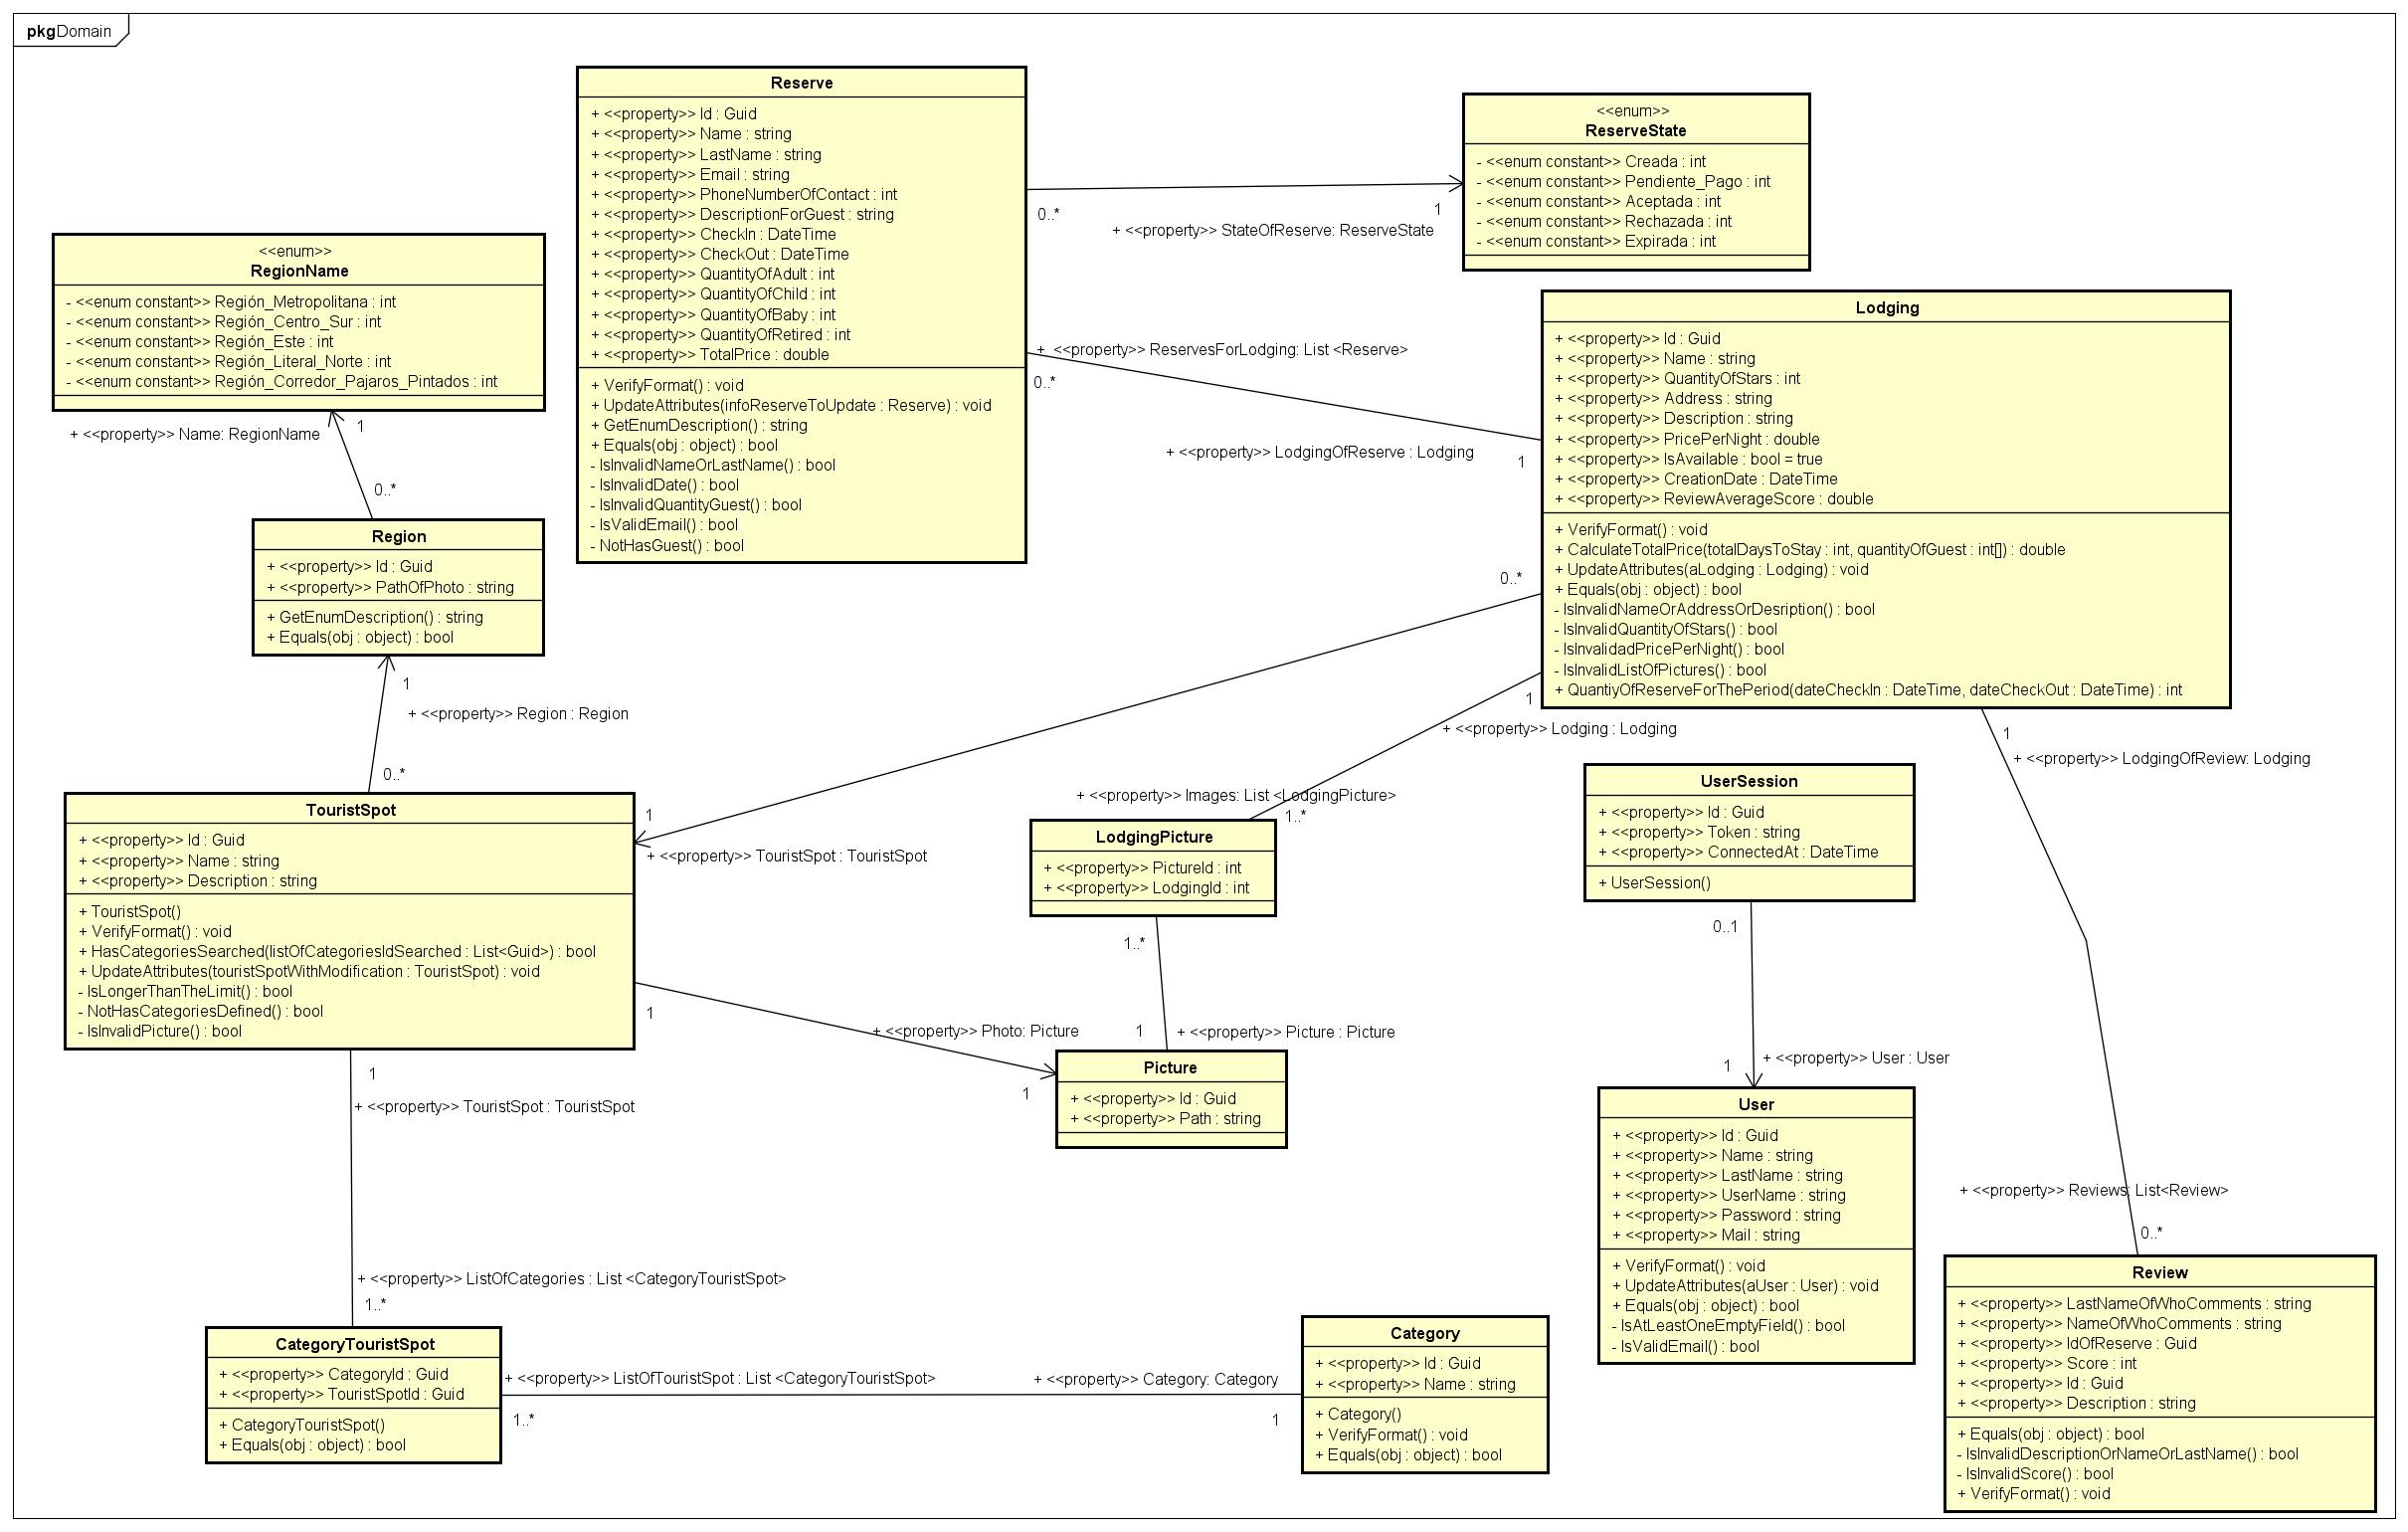 pkg Domain
Reserve
+ <<property>> Id : Guid
+ <<property>> Name : string
+ <<property>> LastName : string
+ <<property>> Email : string
+ <<property>> PhoneNumberOfContact : int
+ <<property>> DescriptionForGuest : string
+ <<property>> CheckIn : DateTime
+ <<property>> CheckOut : DateTime
+ <<property>> QuantityOfAdult : int
+ <<property>> QuantityOfChild : int
+ <<property>> QuantityOfBaby : int
+ <<property>> QuantityOfRetired : int
+ <<property>> TotalPrice : double
+ VerifyFormat() : void
+ UpdateAttributes(infoReserveToUpdate : Reserve) : void
+ GetEnumDescription() : string
+ Equals(obj : object) : bool
- IsInvalidNameOrLastName() : bool
- IsInvalidDate() : bool
- IsInvalidQuantityGuest() : bool
- IsValidEmail() : bool
- NotHasGuest() : bool
0..*
1
+ <<property>> StateOfReserve: ReserveState
<<enum>>
ReserveState
- <<enum constant>> Creada : int
- <<enum constant>> Pendiente_Pago : int
- <<enum constant>> Aceptada : int
- <<enum constant>> Rechazada : int
- <<enum constant>> Expirada : int
<<enum>>
RegionName
- <<enum constant>> Región_Metropolitana : int
- <<enum constant>> Región_Centro_Sur : int
- <<enum constant>> Región_Este : int
- <<enum constant>> Región_Literal_Norte : int
- <<enum constant>> Región_Corredor_Pajaros_Pintados : int
1
+ <<property>> Name: RegionName
0..*
+ <<property>> ReservesForLodging: List <Reserve>
0..*
+ <<property>> LodgingOfReserve : Lodging
1
Lodging
+ <<property>> Id : Guid
+ <<property>> Name : string
+ <<property>> QuantityOfStars : int
+ <<property>> Address : string
+ <<property>> Description : string
+ <<property>> PricePerNight : double
+ <<property>> IsAvailable : bool = true
+ <<property>> CreationDate : DateTime
+ <<property>> ReviewAverageScore : double
+ VerifyFormat() : void
+ CalculateTotalPrice(totalDaysToStay : int, quantityOfGuest : int[]) : double
+ UpdateAttributes(aLodging : Lodging) : void
+ Equals(obj : object) : bool
- IsInvalidNameOrAddressOrDesription() : bool
- IsInvalidQuantityOfStars() : bool
- IsInvalidadPricePerNight() : bool
- IsInvalidListOfPictures() : bool
+ QuantiyOfReserveForThePeriod(dateCheckIn : DateTime, dateCheckOut : DateTime) : int
Region
+ <<property>> Id : Guid
+ <<property>> PathOfPhoto : string
+ GetEnumDescription() : string
+ Equals(obj : object) : bool
1
+ <<property>> Region : Region
0..*
0..*
1
+ <<property>> TouristSpot : TouristSpot
1
+ <<property>> Lodging : Lodging
+ <<property>> Images: List <LodgingPicture>
1..*
1
+ <<property>> LodgingOfReview: Lodging
TouristSpot
+ <<property>> Id : Guid
+ <<property>> Name : string
+ <<property>> Description : string
+ TouristSpot()
+ VerifyFormat() : void
+ HasCategoriesSearched(listOfCategoriesIdSearched : List<Guid>) : bool
+ UpdateAttributes(touristSpotWithModification : TouristSpot) : void
- IsLongerThanTheLimit() : bool
- NotHasCategoriesDefined() : bool
- IsInvalidPicture() : bool
LodgingPicture
+ <<property>> PictureId : int
+ <<property>> LodgingId : int
1..*
1
+ <<property>> Picture : Picture
1
+ <<property>> Photo: Picture
1
Picture
+ <<property>> Id : Guid
+ <<property>> Path : string
UserSession
+ <<property>> Id : Guid
+ <<property>> Token : string
+ <<property>> ConnectedAt : DateTime
+ UserSession()
0..1
1
+ <<property>> User : User
User
+ <<property>> Id : Guid
+ <<property>> Name : string
+ <<property>> LastName : string
+ <<property>> UserName : string
+ <<property>> Password : string
+ <<property>> Mail : string
+ VerifyFormat() : void
+ UpdateAttributes(aUser : User) : void
+ Equals(obj : object) : bool
- IsAtLeastOneEmptyField() : bool
- IsValidEmail() : bool
+ <<property>> Reviews: List<Review>
0..*
Review
+ <<property>> LastNameOfWhoComments : string
+ <<property>> NameOfWhoComments : string
+ <<property>> IdOfReserve : Guid
+ <<property>> Score : int
+ <<property>> Id : Guid
+ <<property>> Description : string
+ Equals(obj : object) : bool
- IsInvalidDescriptionOrNameOrLastName() : bool
- IsInvalidScore() : bool
+ VerifyFormat() : void
1
+ <<property>> TouristSpot : TouristSpot
+ <<property>> ListOfCategories : List <CategoryTouristSpot>
1..*
CategoryTouristSpot
+ <<property>> CategoryId : Guid
+ <<property>> TouristSpotId : Guid
+ CategoryTouristSpot()
+ Equals(obj : object) : bool
+ <<property>> ListOfTouristSpot : List <CategoryTouristSpot>
1..*
+ <<property>> Category: Category
1
Category
+ <<property>> Id : Guid
+ <<property>> Name : string
+ Category()
+ VerifyFormat() : void
+ Equals(obj : object) : bool